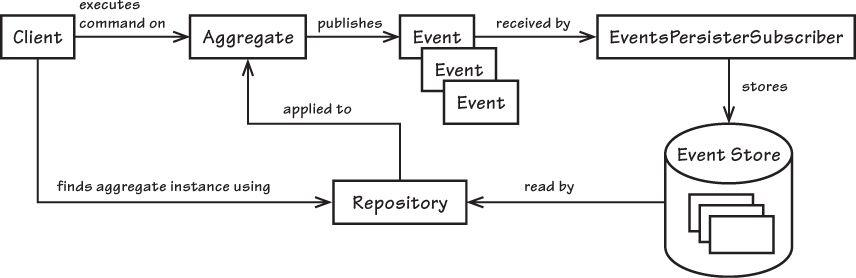 executes
command on
Client
Aggregate
publishes
Event
received by
EventsPersisterSubscriber
Event
Event
stores
applied to
Event Store
finds aggregate instance using
read by
Repository